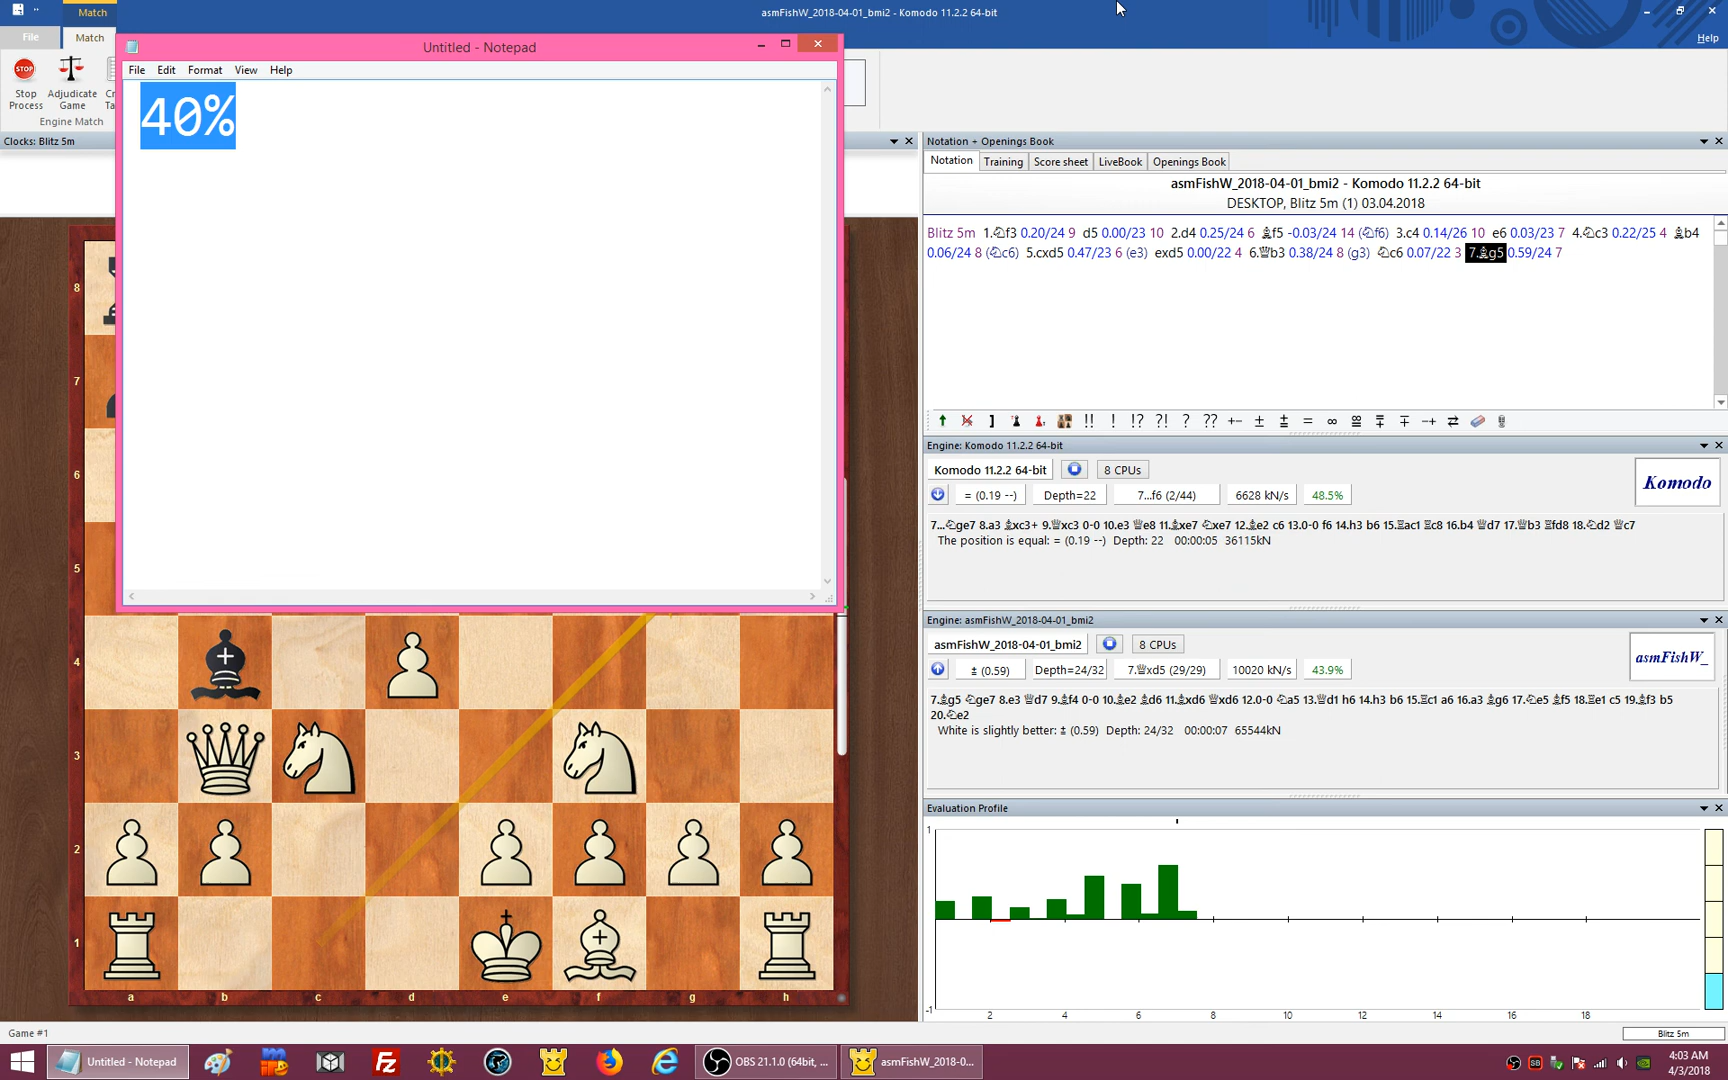 Match
asmFishW_2018-04-01_bmi2 - Komodo 11.2.2 64-bit
File
Match
Help
Untitled - Notepad
File Edit Format View Help
40%
Stop Process
Adjudicate Game
Engine Match
Clocks: Blitz 5m
Notation + Openings Book
Notation Training Score sheet LiveBook Openings Book
asmFishW_2018-04-01_bmi2 - Komodo 11.2.2 64-bit
DESKTOP, Blitz 5m (1) 03.04.2018
Blitz 5m 1.♘f3 0.20/24 9 d5 0.00/23 10 2.d4 0.25/24 6 ♗f5 -0.03/24 14 (♘f6) 3.c4 0.14/26 10 e6 0.03/23 7 4.♘c3 0.22/25 4 ♗b4
0.06/24 8 (♘c6) 5.cxd5 0.47/23 6 (e3) exd5 0.00/22 4 6.♕b3 0.38/24 8 (g3) ♘c6 0.07/22 3 7.♗g5 0.59/24 7
!! ! !? ?! ? ?? +- ± ⩲ = ∞ ⯹ ⩱ ∓ -+ ⇄
Engine: Komodo 11.2.2 64-bit
Komodo 11.2.2 64-bit 8 CPUs
Komodo
= (0.19 --) Depth=22 7...f6 (2/44) 6628 kN/s 48.5%
7...♘ge7 8.a3 ♗xc3+ 9.♕xc3 0-0 10.e3 ♕e8 11.♗xe7 ♘xe7 12.♗e2 c6 13.0-0 f6 14.h3 b6 15.♖ac1 ♖c8 16.b4 ♕d7 17.♕b3 ♖fd8 18.♘d2 ♕c7
The position is equal: = (0.19 --) Depth: 22 00:00:05 36115kN
Engine: asmFishW_2018-04-01_bmi2
asmFishW_2018-04-01_bmi2 8 CPUs
asmFishW_
± (0.59) Depth=24/32 7.♕xd5 (29/29) 10020 kN/s 43.9%
7.♗g5 ♘ge7 8.e3 ♕d7 9.♗f4 0-0 10.♗e2 ♗d6 11.♗xd6 ♕xd6 12.0-0 ♘a5 13.♕d1 h6 14.h3 b6 15.♖c1 a6 16.a3 ♗g6 17.♘e5 ♗f5 18.♖e1 c5 19.♗f3 b5
20.♘e2
White is slightly better: ± (0.59) Depth: 24/32 00:00:07 65544kN
Evaluation Profile
1
-1
2 4 6 8 10 12 14 16 18
8
7
6
5
4
3
2
1
a b c d e f g h
Game #1
Blitz 5m
Untitled - Notepad
OBS 21.1.0 (64bit, ...
asmFishW_2018-0...
4:03 AM
4/3/2018